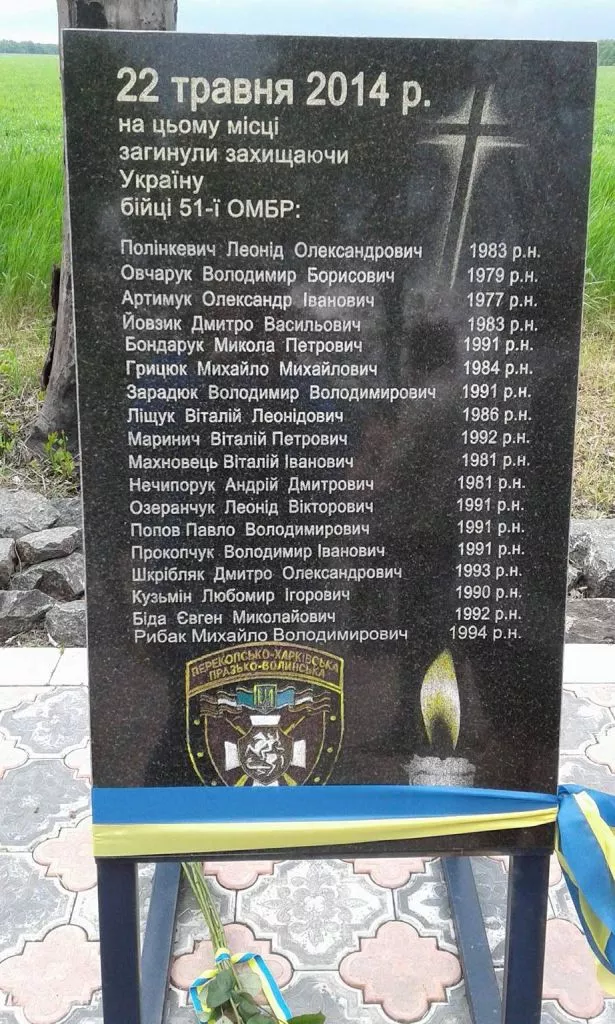 22 травня 2014 р.
на цьому місці
загинули захищаючи
Україну
бійці 51-ї ОМБР:
Полінкевич Леонід Олександрович 1983 р.н.
Овчарук Володимир Борисович 1979 р.н.
Артимук Олександр Іванович 1977 р.н.
Йовзик Дмитро Васильович 1983 р.н.
Бондарук Микола Петрович 1991 р.н.
Грицюк Михайло Михайлович 1984 р.н.
Зарадюк Володимир Володимирович 1991 р.н.
Ліщук Віталій Леонідович 1986 р.н.
Маринич Віталій Петрович 1992 р.н.
Махновець Віталій Іванович 1981 р.н.
Нечипорук Андрій Дмитрович 1981 р.н.
Озеранчук Леонід Вікторович 1991 р.н.
Попов Павло Володимирович 1991 р.н.
Прокопчук Володимир Іванович 1991 р.н.
Шкрібляк Дмитро Олександрович 1993 р.н.
Кузьмін Любомир Ігорович 1990 р.н.
Біда Євген Миколайович 1992 р.н.
Рибак Михайло Володимирович 1994 р.н.
ПЕРЕКОПСЬКО-ХАРКІВСЬКА
ПРАЗЬКО-ВОЛИНСЬКА